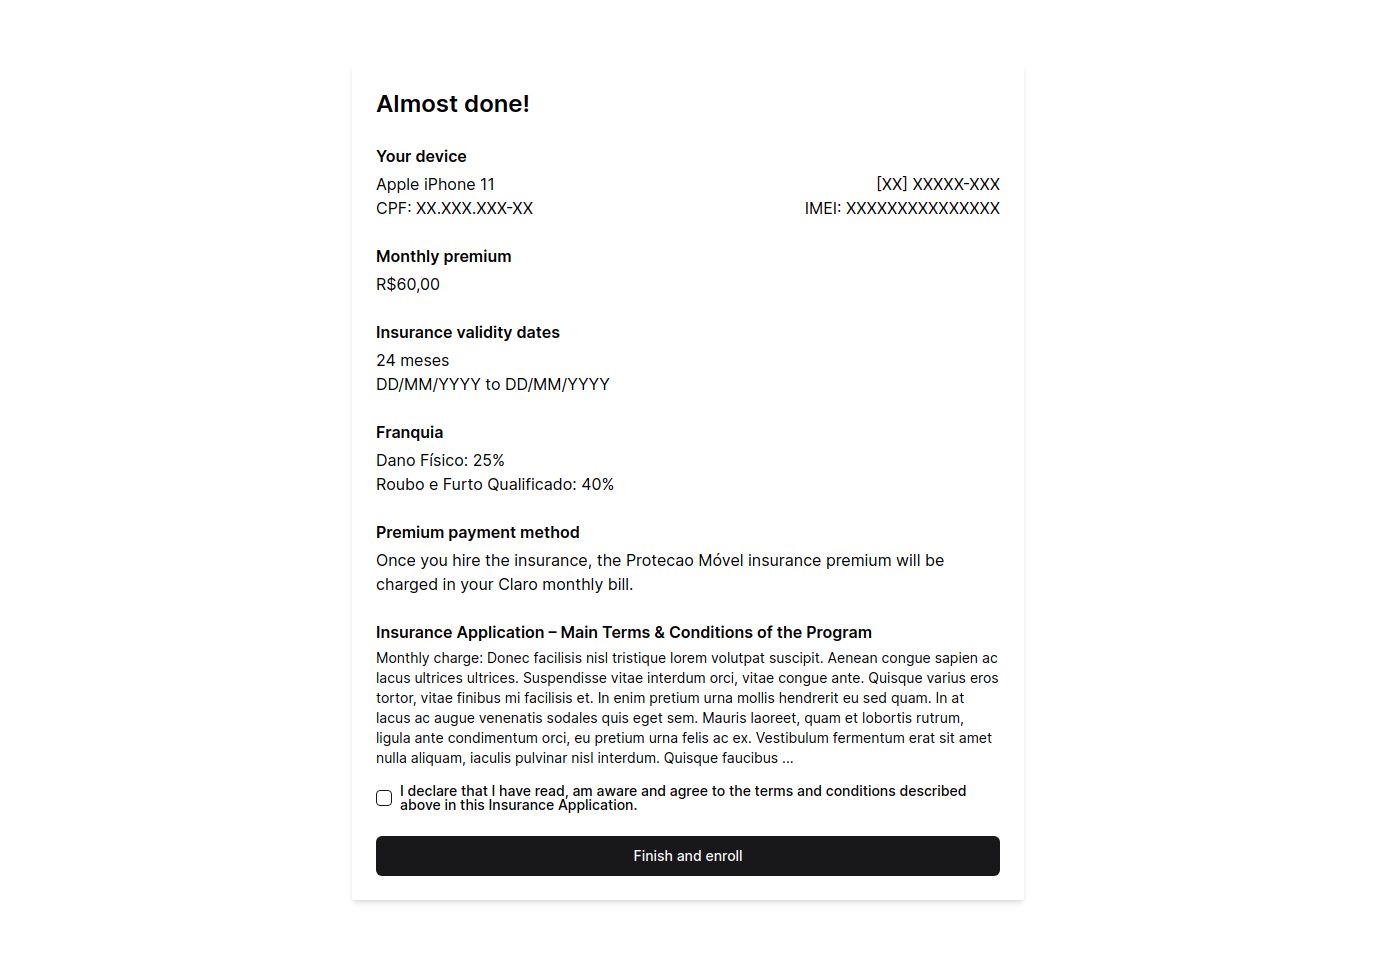 Almost done!
Your device
Apple iPhone 11
[XX] XXXXX-XXX
CPF: XX.XXX.XXX-XX
IMEI: XXXXXXXXXXXXXXX
Monthly premium
R$60,00
Insurance validity dates
24 meses
DD/MM/YYYY to DD/MM/YYYY
Franquia
Dano Físico: 25%
Roubo e Furto Qualificado: 40%
Premium payment method
Once you hire the insurance, the Protecao Móvel insurance premium will be
charged in your Claro monthly bill.
Insurance Application – Main Terms & Conditions of the Program
Monthly charge: Donec facilisis nisl tristique lorem volutpat suscipit. Aenean congue sapien ac
lacus ultrices ultrices. Suspendisse vitae interdum orci, vitae congue ante. Quisque varius eros
tortor, vitae finibus mi facilisis et. In enim pretium urna mollis hendrerit eu sed quam. In at
lacus ac augue venenatis sodales quis eget sem. Mauris laoreet, quam et lobortis rutrum,
ligula ante condimentum orci, eu pretium urna felis ac ex. Vestibulum fermentum erat sit amet
nulla aliquam, iaculis pulvinar nisl interdum. Quisque faucibus ...
I declare that I have read, am aware and agree to the terms and conditions described
above in this Insurance Application.
Finish and enroll